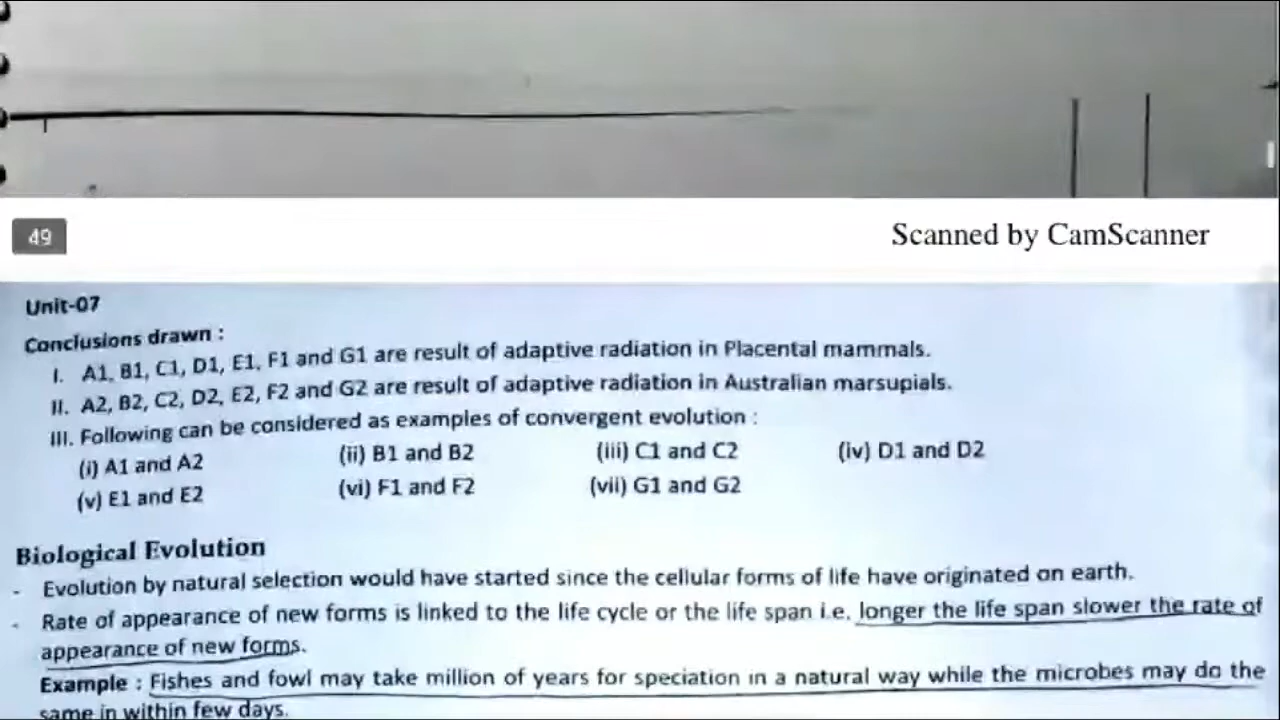 49
Scanned by CamScanner
Unit-07
Conclusions drawn :
I. A1, B1, C1, D1, E1, F1 and G1 are result of adaptive radiation in Placental mammals.
II. A2, B2, C2, D2, E2, F2 and G2 are result of adaptive radiation in Australian marsupials.
III. Following can be considered as examples of convergent evolution :
(i) A1 and A2 (ii) B1 and B2 (iii) C1 and C2 (iv) D1 and D2
(v) E1 and E2 (vi) F1 and F2 (vii) G1 and G2
Biological Evolution
- Evolution by natural selection would have started since the cellular forms of life have originated on earth.
- Rate of appearance of new forms is linked to the life cycle or the life span i.e. longer the life span slower the rate of
appearance of new forms.
Example : Fishes and fowl may take million of years for speciation in a natural way while the microbes may do the
same in within few days.